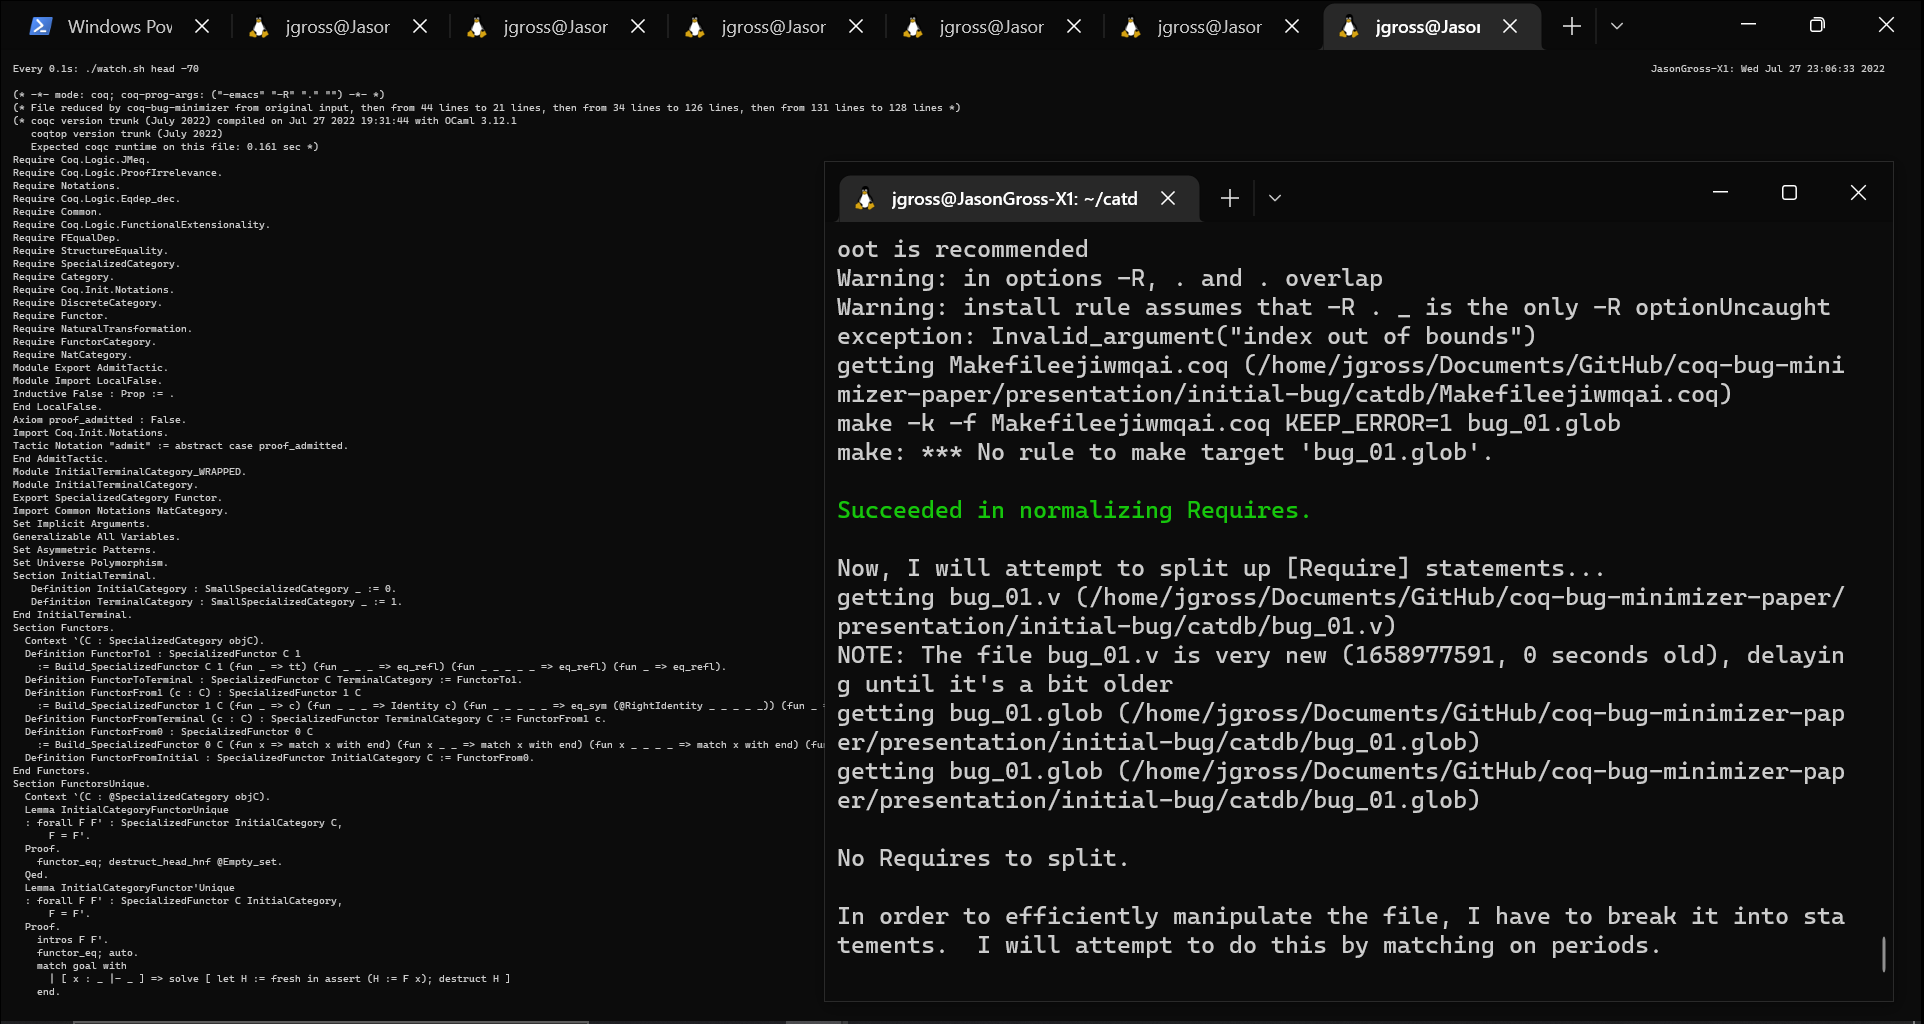 Windows Pow
jgross@Jason
jgross@Jason
jgross@Jason
jgross@Jason
jgross@Jason
jgross@Jason
Every 0.1s: ./watch.sh head -70
JasonGross-X1: Wed Jul 27 23:06:33 2022
(* -*- mode: coq; coq-prog-args: ("-emacs" "-R" "." "") -*- *)
(* File reduced by coq-bug-minimizer from original input, then from 44 lines to 21 lines, then from 34 lines to 126 lines, then from 131 lines to 128 lines *)
(* coqc version trunk (July 2022) compiled on Jul 27 2022 19:31:44 with OCaml 3.12.1
   coqtop version trunk (July 2022)
   Expected coqc runtime on this file: 0.161 sec *)
Require Coq.Logic.JMeq.
Require Coq.Logic.ProofIrrelevance.
Require Notations.
Require Coq.Logic.Eqdep_dec.
Require Common.
Require Coq.Logic.FunctionalExtensionality.
Require FEqualDep.
Require StructureEquality.
Require SpecializedCategory.
Require Category.
Require Coq.Init.Notations.
Require DiscreteCategory.
Require Functor.
Require NaturalTransformation.
Require FunctorCategory.
Require NatCategory.
Module Export AdmitTactic.
Module Import LocalFalse.
Inductive False : Prop := .
End LocalFalse.
Axiom proof_admitted : False.
Import Coq.Init.Notations.
Tactic Notation "admit" := abstract case proof_admitted.
End AdmitTactic.
Module InitialTerminalCategory_WRAPPED.
Module InitialTerminalCategory.
Export SpecializedCategory Functor.
Import Common Notations NatCategory.
Set Implicit Arguments.
Generalizable All Variables.
Set Asymmetric Patterns.
Set Universe Polymorphism.
Section InitialTerminal.
   Definition InitialCategory : SmallSpecializedCategory _ := 0.
   Definition TerminalCategory : SmallSpecializedCategory _ := 1.
End InitialTerminal.
Section Functors.
  Context `(C : SpecializedCategory objC).
  Definition FunctorTo1 : SpecializedFunctor C 1
    := Build_SpecializedFunctor C 1 (fun _ => tt) (fun _ _ _ => eq_refl) (fun _ _ _ _ _ => eq_refl) (fun _ => eq_refl).
  Definition FunctorToTerminal : SpecializedFunctor C TerminalCategory := FunctorTo1.
  Definition FunctorFrom1 (c : C) : SpecializedFunctor 1 C
    := Build_SpecializedFunctor 1 C (fun _ => c) (fun _ _ _ => Identity c) (fun _ _ _ _ _ => eq_sym (@RightIdentity _ _ _ _ _)) (fun _ =
  Definition FunctorFromTerminal (c : C) : SpecializedFunctor TerminalCategory C := FunctorFrom1 c.
  Definition FunctorFrom0 : SpecializedFunctor 0 C
    := Build_SpecializedFunctor 0 C (fun x => match x with end) (fun x _ _ => match x with end) (fun x _ _ _ _ => match x with end) (fun
  Definition FunctorFromInitial : SpecializedFunctor InitialCategory C := FunctorFrom0.
End Functors.
Section FunctorsUnique.
  Context `(C : @SpecializedCategory objC).
  Lemma InitialCategoryFunctorUnique
  : forall F F' : SpecializedFunctor InitialCategory C,
      F = F'.
  Proof.
    functor_eq; destruct_head_hnf @Empty_set.
  Qed.
  Lemma InitialCategoryFunctor'Unique
  : forall F F' : SpecializedFunctor C InitialCategory,
      F = F'.
  Proof.
    intros F F'.
    functor_eq; auto.
    match goal with
      | [ x : _ |- _ ] => solve [ let H := fresh in assert (H := F x); destruct H ]
    end.
jgross@JasonGross-X1: ~/catd
oot is recommended
Warning: in options -R, . and . overlap
Warning: install rule assumes that -R . _ is the only -R optionUncaught
exception: Invalid_argument("index out of bounds")
getting Makefileejiwmqai.coq (/home/jgross/Documents/GitHub/coq-bug-mini
mizer-paper/presentation/initial-bug/catdb/Makefileejiwmqai.coq)
make -k -f Makefileejiwmqai.coq KEEP_ERROR=1 bug_01.glob
make: *** No rule to make target 'bug_01.glob'.
Succeeded in normalizing Requires.
Now, I will attempt to split up [Require] statements...
getting bug_01.v (/home/jgross/Documents/GitHub/coq-bug-minimizer-paper/
presentation/initial-bug/catdb/bug_01.v)
NOTE: The file bug_01.v is very new (1658977591, 0 seconds old), delayin
g until it's a bit older
getting bug_01.glob (/home/jgross/Documents/GitHub/coq-bug-minimizer-pap
er/presentation/initial-bug/catdb/bug_01.glob)
getting bug_01.glob (/home/jgross/Documents/GitHub/coq-bug-minimizer-pap
er/presentation/initial-bug/catdb/bug_01.glob)
No Requires to split.
In order to efficiently manipulate the file, I have to break it into sta
tements.  I will attempt to do this by matching on periods.